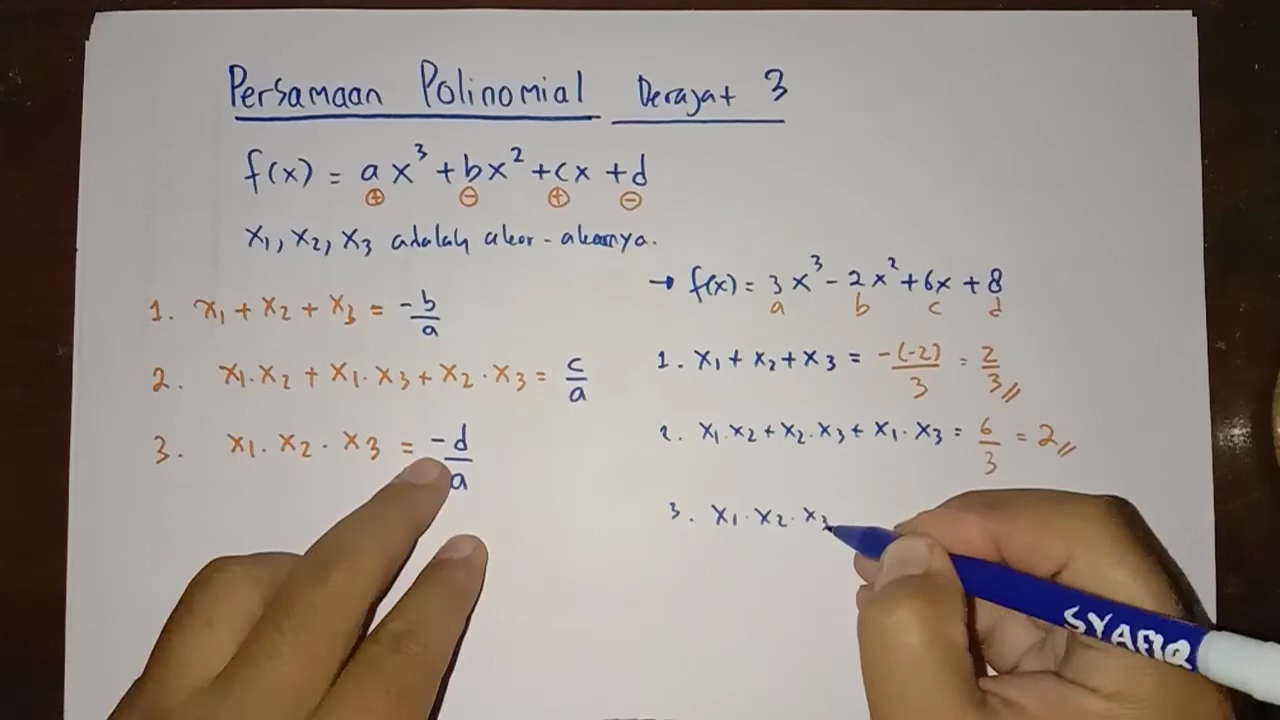 Persamaan Polinomial Derajat 3
f(x) = ax³ + bx² + cx + d
⊕ ⊖ ⊕ ⊖
x₁, x₂, x₃ adalah akar-akarnya.
1. x₁ + x₂ + x₃ = -b/a
2. x₁.x₂ + x₁.x₃ + x₂.x₃ = c/a
3. x₁.x₂.x₃ = -d/a
→ f(x) = 3x³ - 2x² + 6x + 8
a b c d
1. x₁ + x₂ + x₃ = -(-2)/3 = 2/3 //
2. x₁.x₂ + x₂.x₃ + x₁.x₃ = 6/3 = 2 //
3. x₁.x₂.x₃
SYAFIQ